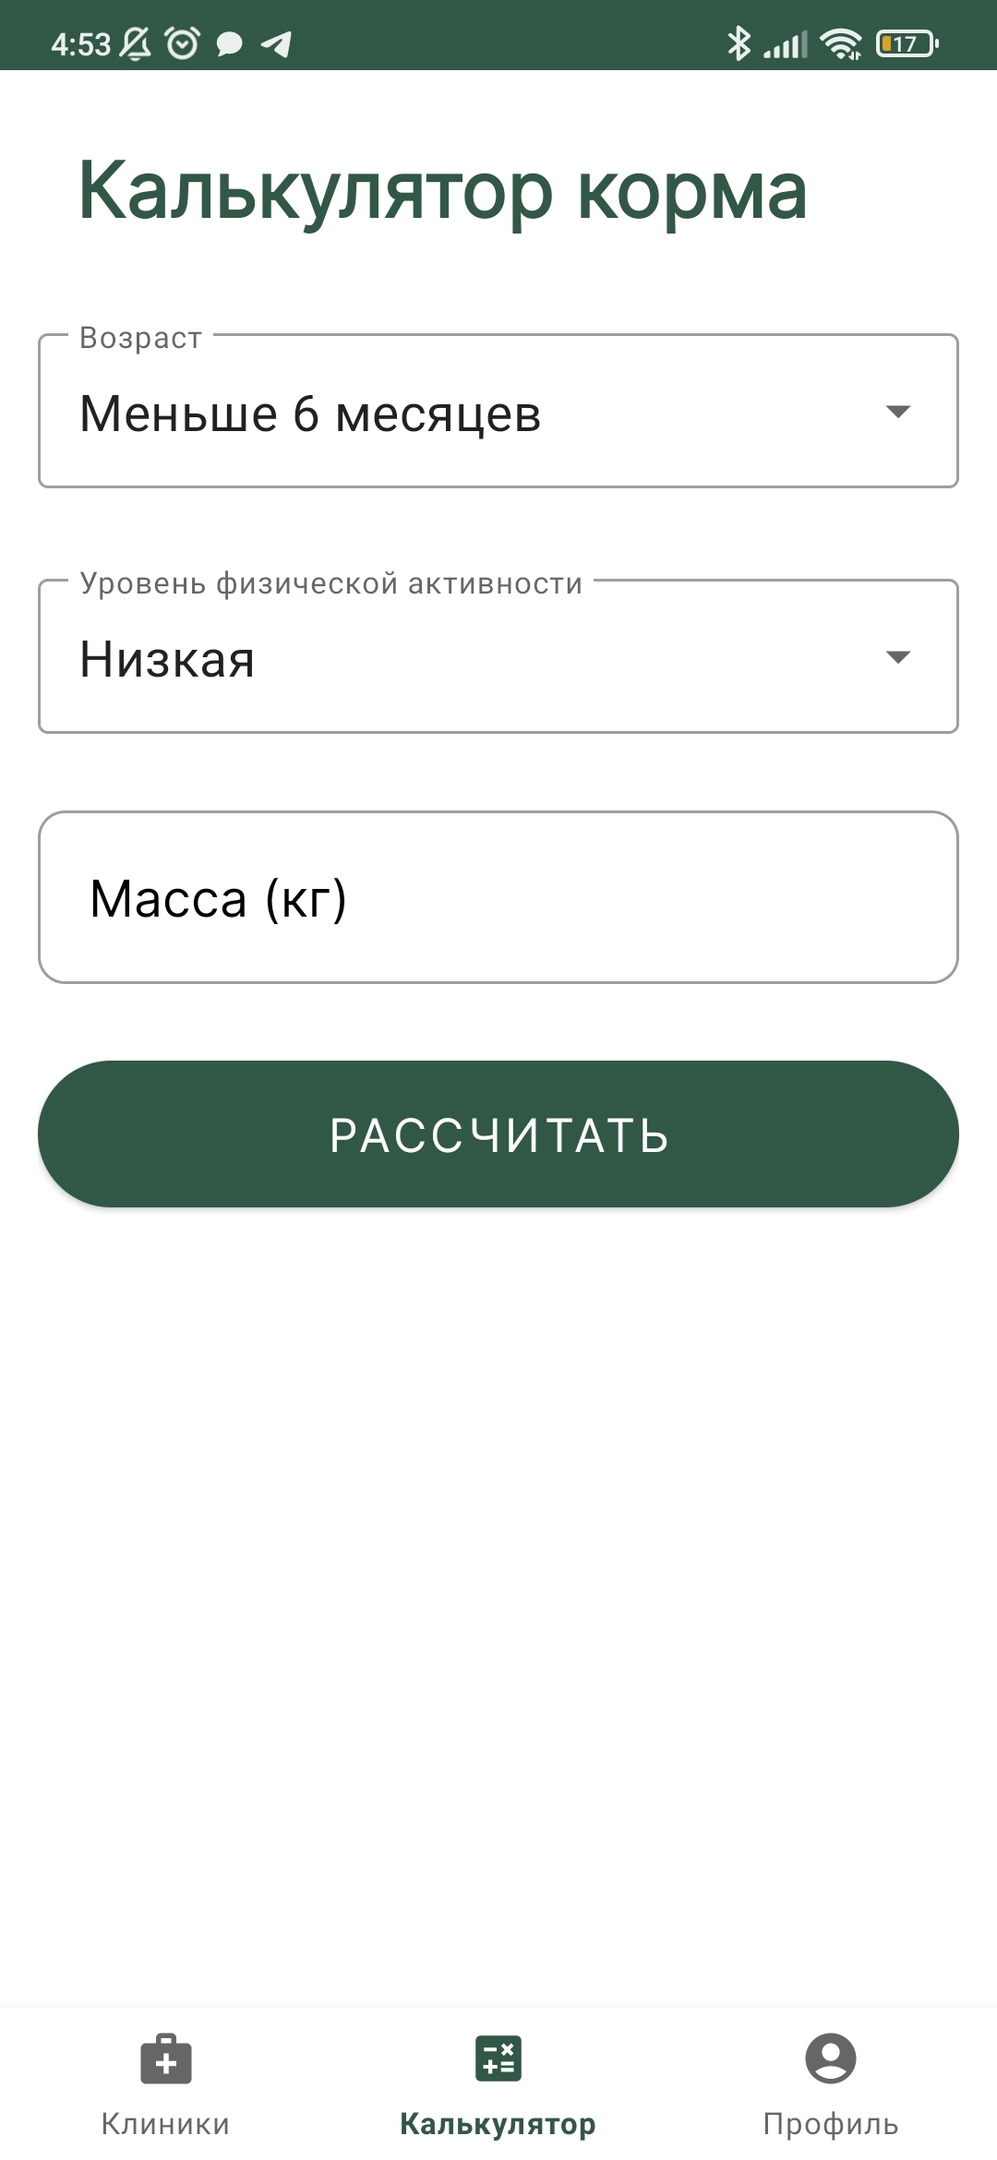 4:53
17
Калькулятор корма
Возраст
Меньше 6 месяцев
Уровень физической активности
Низкая
Масса (кг)
РАССЧИТАТЬ
Клиники
Калькулятор
Профиль